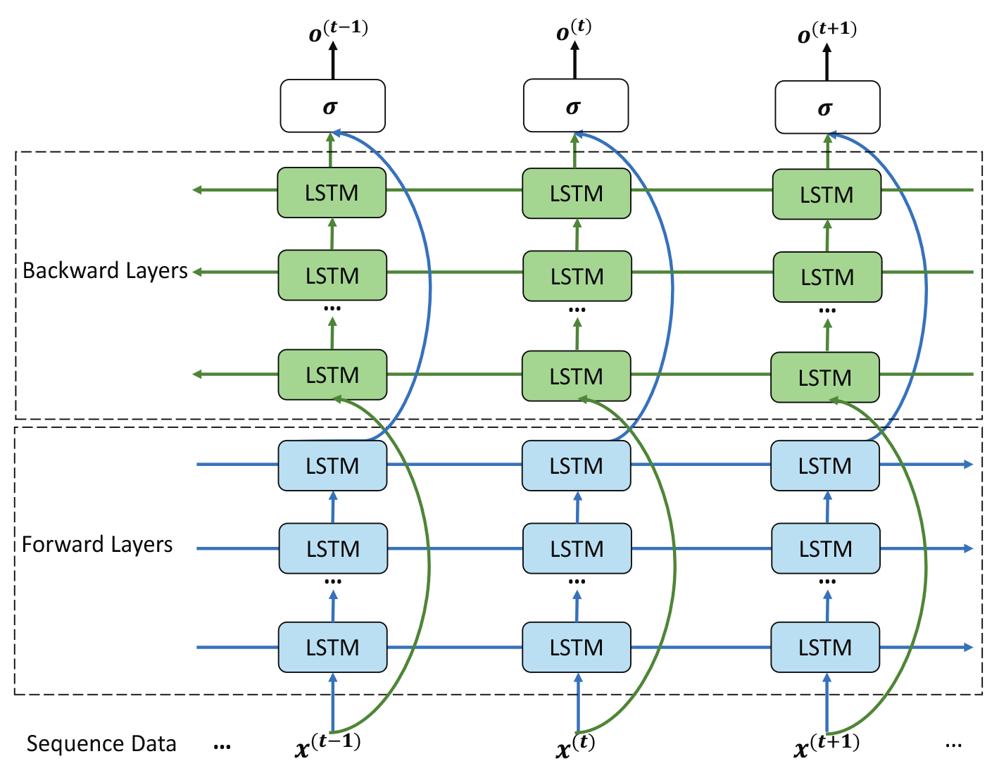 o^(t−1) o^(t) o^(t+1)
σ σ σ
LSTM LSTM LSTM
Backward Layers LSTM LSTM LSTM
... ... ...
LSTM LSTM LSTM
LSTM LSTM LSTM
Forward Layers LSTM LSTM LSTM
... ... ...
LSTM LSTM LSTM
Sequence Data ... x^(t−1) x^(t) x^(t+1) ...